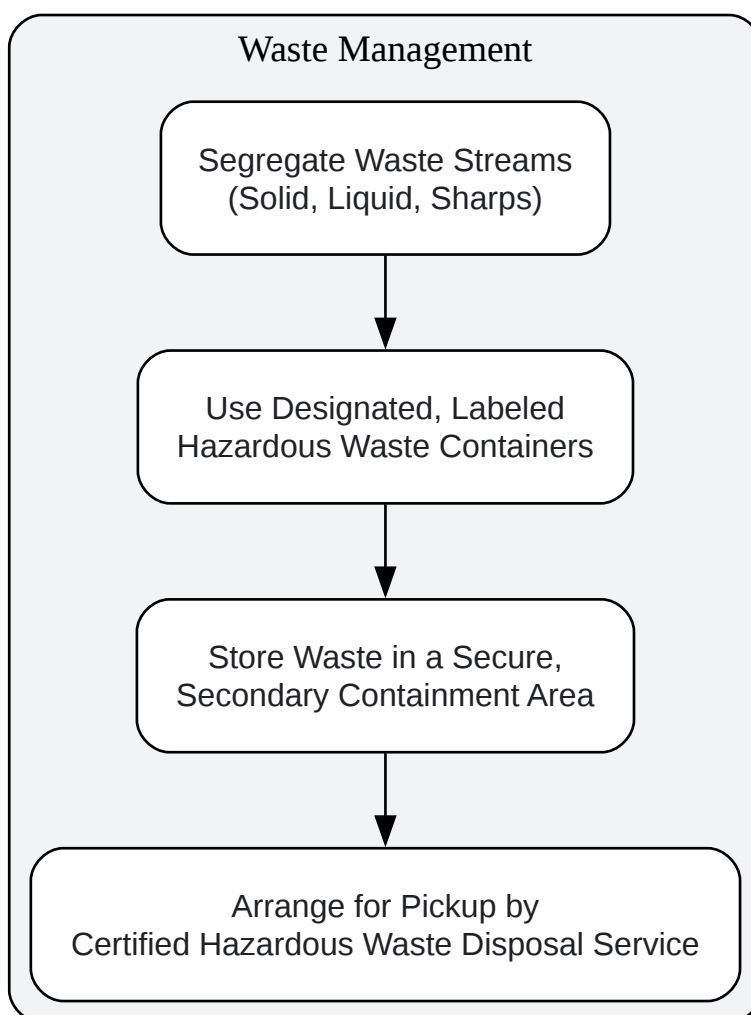 Waste Management
Segregate Waste Streams
(Solid, Liquid, Sharps)
Use Designated, Labeled
Hazardous Waste Containers
Store Waste in a Secure,
Secondary Containment Area
Arrange for Pickup by
Certified Hazardous Waste Disposal Service